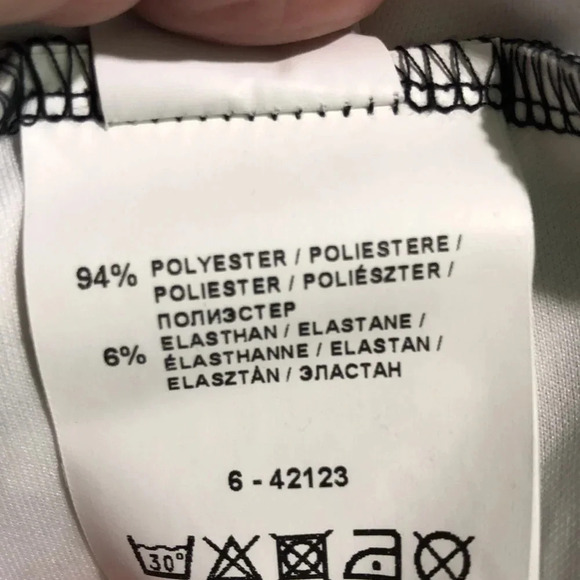 94% POLYESTER / POLIESTERE /
POLIESTER / POLIÉSZTER /
ПОЛИЭСТЕР
6% ELASTHAN / ELASTANE /
ÉLASTHANNE / ELASTAN /
ELASZTÁN / ЭЛАСТАН
6 - 42123
30°